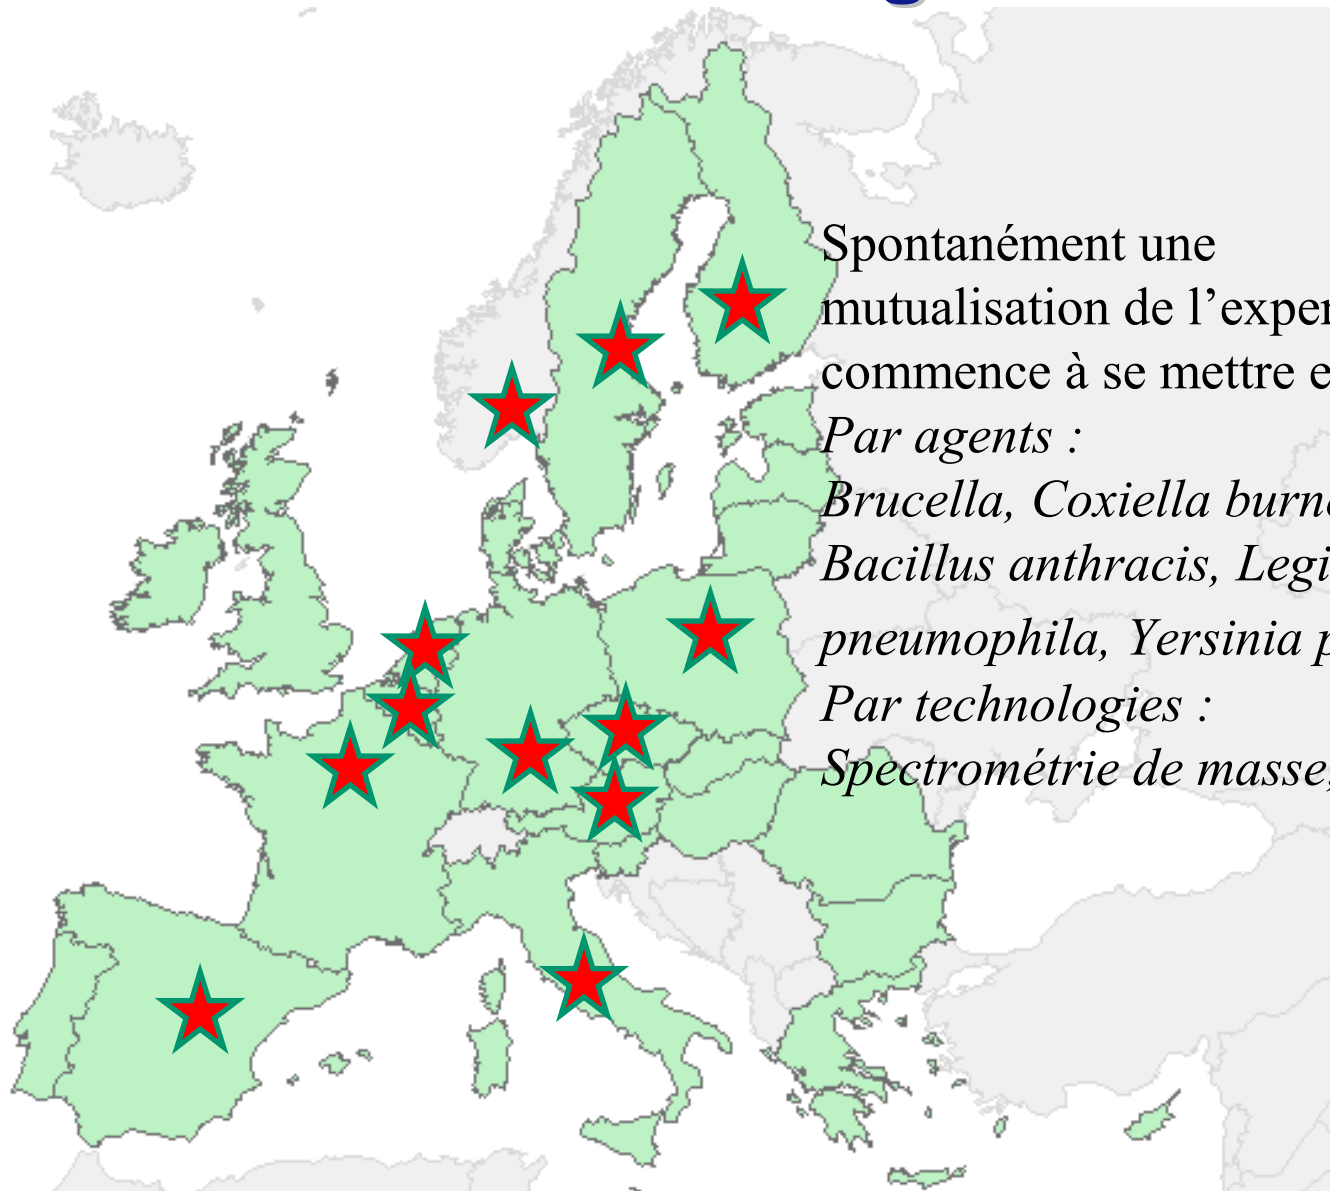 Spontanément une
mutualisation de l’exper
commence à se mettre e
Par agents :
Brucella, Coxiella burn
Bacillus anthracis, Legi
pneumophila, Yersinia p
Par technologies :
Spectrométrie de masse,